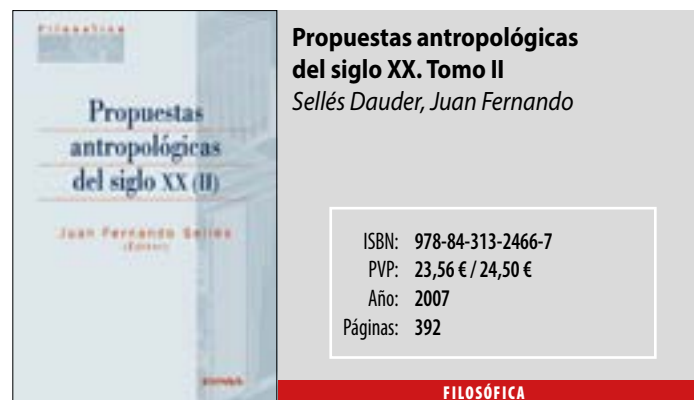 Filosófica
Propuestas
antropológicas
del siglo XX (II)
Juan Fernando Sellés
(Editor)
EUNSA
Propuestas antropológicas
del siglo XX. Tomo II
Sellés Dauder, Juan Fernando
ISBN: 978-84-313-2466-7
PVP: 23,56 € / 24,50 €
Año: 2007
Páginas: 392
FILOSÓFICA